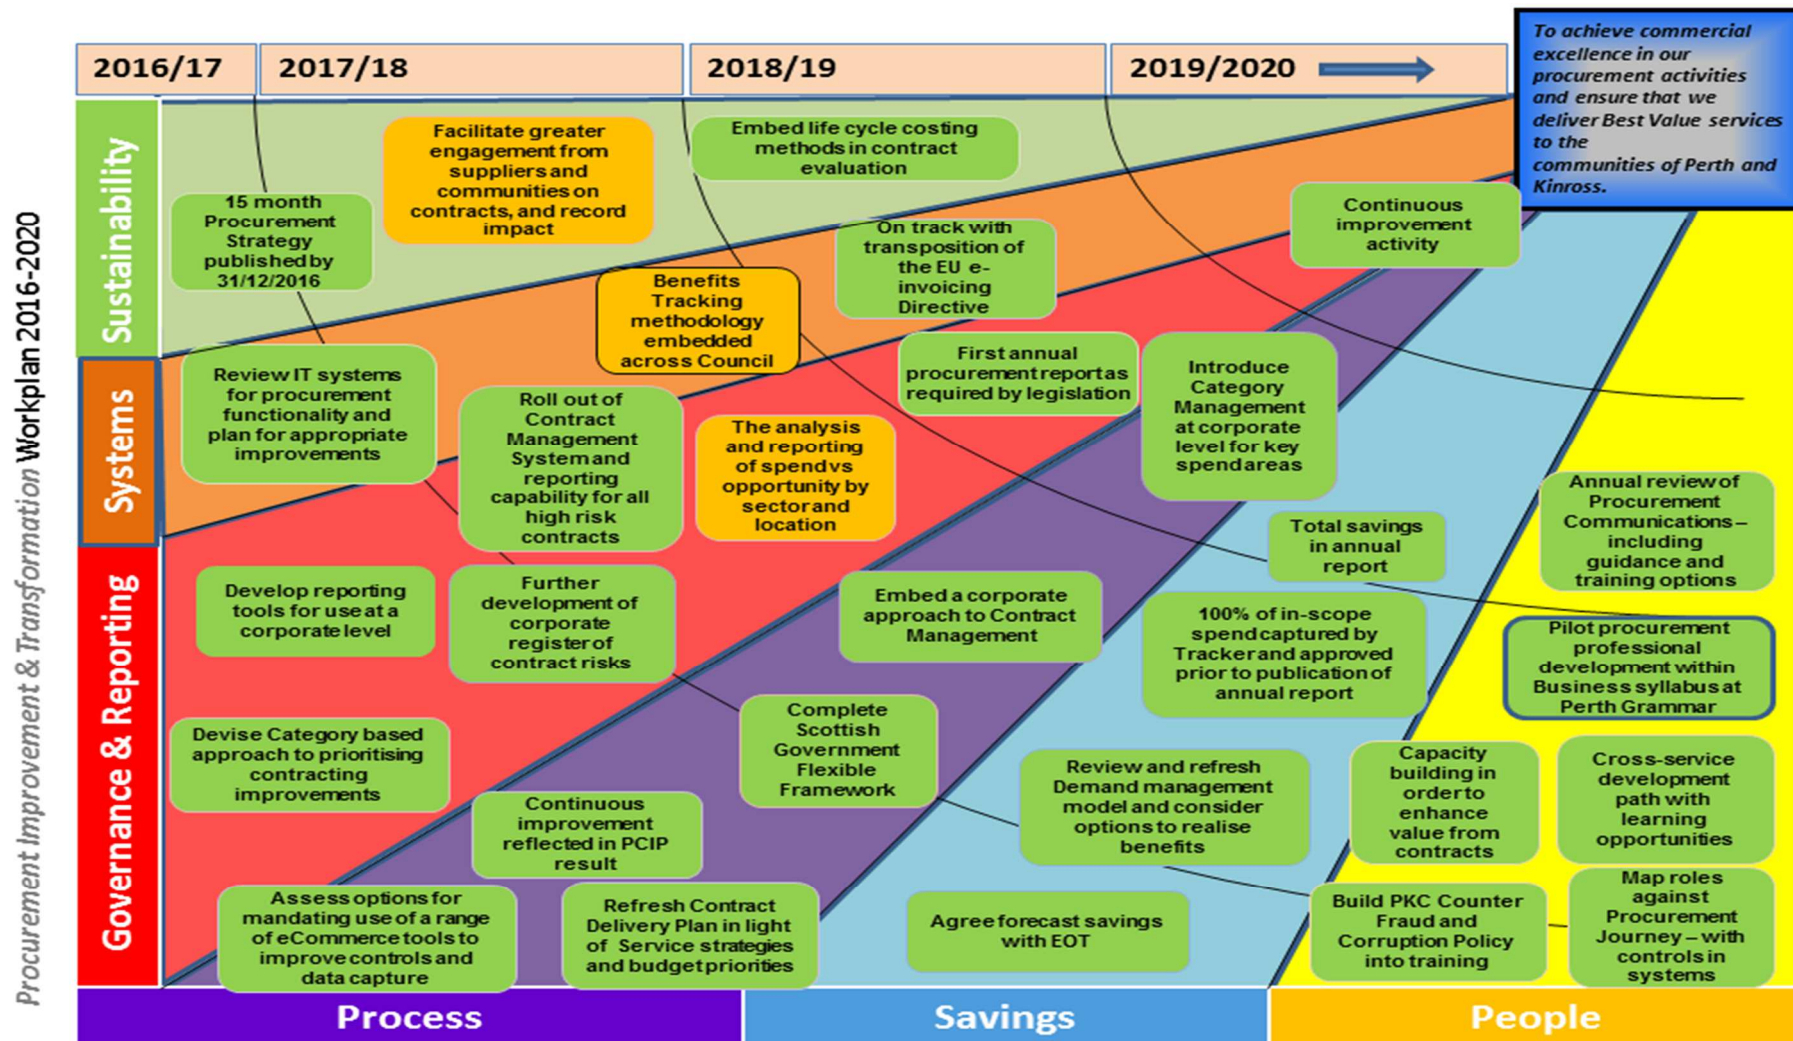 2016/17
2017/18
2018/19
2019/2020
To achieve commercial
excellence in our
procurement activities
and ensure that we
deliver Best Value services
to the
communities of Perth and
Kinross.
Procurement Improvement & Transformation Workplan 2016-2020
Sustainability
Systems
Governance & Reporting
15 month
Procurement
Strategy
published by
31/12/2016
Facilitate greater
engagement from
suppliers and
communities on
contracts, and record
impact
Embed life cycle costing
methods in contract
evaluation
On track with
transposition of
the EU e-
invoicing
Directive
Continuous
improvement
activity
Benefits
Tracking
methodology
embedded
across Council
Review IT systems
for procurement
functionality and
plan for appropriate
improvements
Roll out of
Contract
Management
System and
reporting
capability for all
high risk
contracts
The analysis
and reporting
of spend vs
opportunity by
sector and
location
First annual
procurement report as
required by legislation
Introduce
Category
Management
at corporate
level for key
spend areas
Total savings
in annual
report
Annual review of
Procurement
Communications –
including
guidance and
training options
Develop reporting
tools for use at a
corporate level
Further
development of
corporate
register of
contract risks
Embed a corporate
approach to Contract
Management
100% of in-scope
spend captured by
Tracker and approved
prior to publication of
annual report
Pilot procurement
professional
development within
Business syllabus at
Perth Grammar
Devise Category based
approach to prioritising
contracting
improvements
Complete
Scottish
Government
Flexible
Framework
Review and refresh
Demand management
model and consider
options to realise
benefits
Capacity
building in
order to
enhance
value from
contracts
Cross-service
development
path with
learning
opportunities
Continuous
improvement
reflected in PCIP
result
Assess options for
mandating use of a range
of eCommerce tools to
improve controls and
data capture
Refresh Contract
Delivery Plan in light
of Service strategies
and budget priorities
Agree forecast savings
with EOT
Build PKC Counter
Fraud and
Corruption Policy
into training
Map roles
against
Procurement
Journey – with
controls in
systems
Process
Savings
People